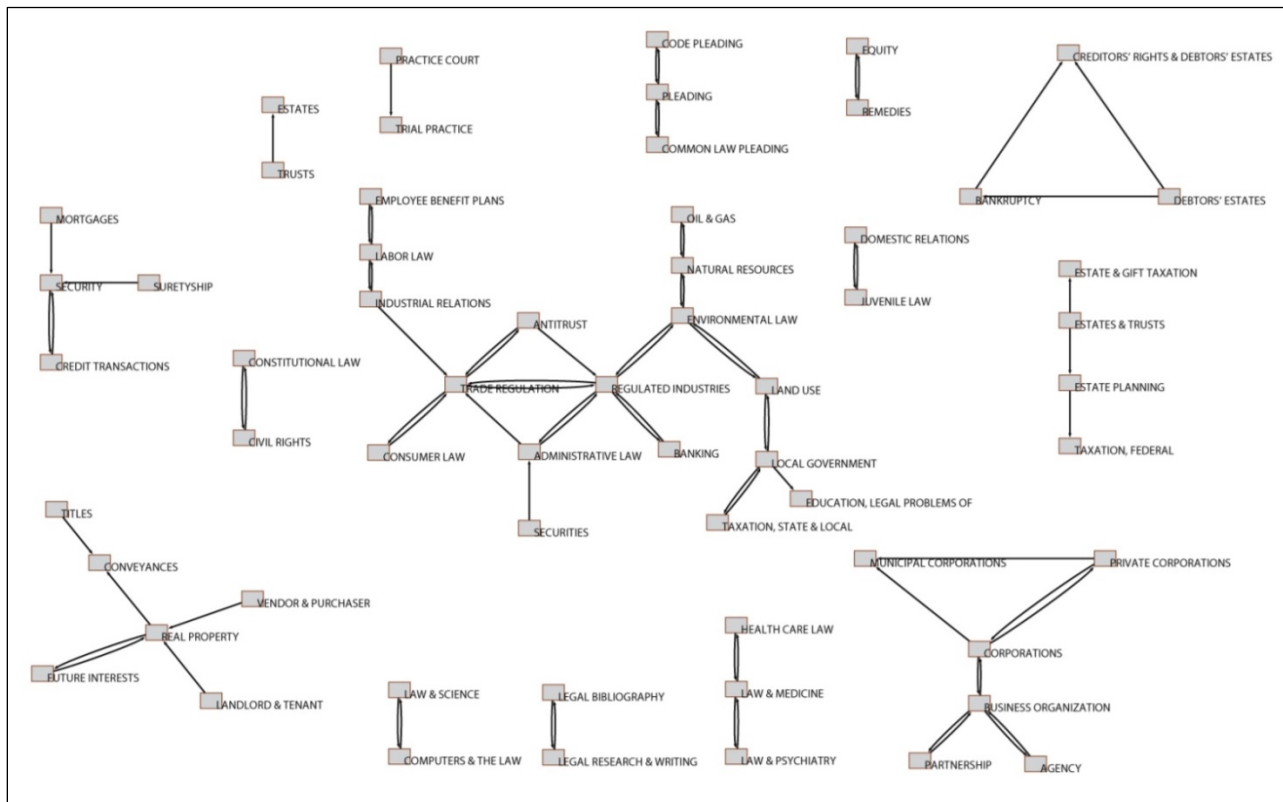 CODE PLEADING
EQUITY
CREDITORS' RIGHTS & DEBTORS' ESTATES
PRACTICE COURT
PLEADING
ESTATES
REMEDIES
TRIAL PRACTICE
COMMON LAW PLEADING
TRUSTS
EMPLOYEE BENEFIT PLANS
BANKRUPTCY
DEBTORS' ESTATES
MORTGAGES
OIL & GAS
DOMESTIC RELATIONS
LABOR LAW
NATURAL RESOURCES
ESTATE & GIFT TAXATION
SECURITY
SURETYSHIP
INDUSTRIAL RELATIONS
JUVENILE LAW
ANTITRUST
ENVIRONMENTAL LAW
ESTATES & TRUSTS
CREDIT TRANSACTIONS
CONSTITUTIONAL LAW
TRADE REGULATION
REGULATED INDUSTRIES
LAND USE
ESTATE PLANNING
CIVIL RIGHTS
CONSUMER LAW
ADMINISTRATIVE LAW
BANKING
LOCAL GOVERNMENT
TAXATION, FEDERAL
EDUCATION, LEGAL PROBLEMS OF
TITLES
SECURITIES
TAXATION, STATE & LOCAL
CONVEYANCES
MUNICIPAL CORPORATIONS
PRIVATE CORPORATIONS
VENDOR & PURCHASER
REAL PROPERTY
HEALTH CARE LAW
CORPORATIONS
FUTURE INTERESTS
LANDLORD & TENANT
LAW & SCIENCE
LEGAL BIBLIOGRAPHY
LAW & MEDICINE
BUSINESS ORGANIZATION
COMPUTERS & THE LAW
LEGAL RESEARCH & WRITING
LAW & PSYCHIATRY
PARTNERSHIP
AGENCY